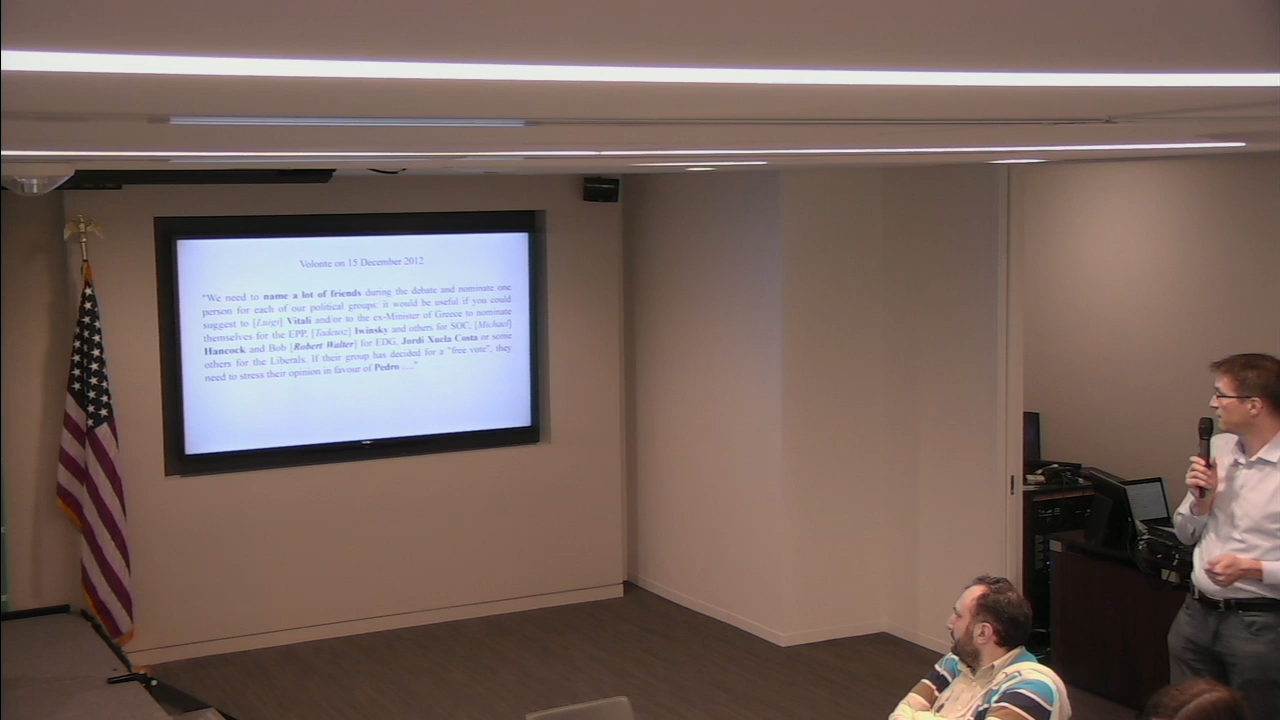 Volonte on 15 December 2012
"We need to name a lot of friends during the debate and nominate one
person for each of our political groups: it would be useful if you could
suggest to [Luigi] Vitali and/or to the ex-Minister of Greece to nominate
themselves for the EPP, [Tadeusz] Iwinsky and others for SOC, [Michael]
Hancock and Bob [Robert Walter] for EDG, Jordi Xucla Costa or some
others for the Liberals. If their group has decided for a "free vote", they
need to stress their opinion in favour of Pedro ...."